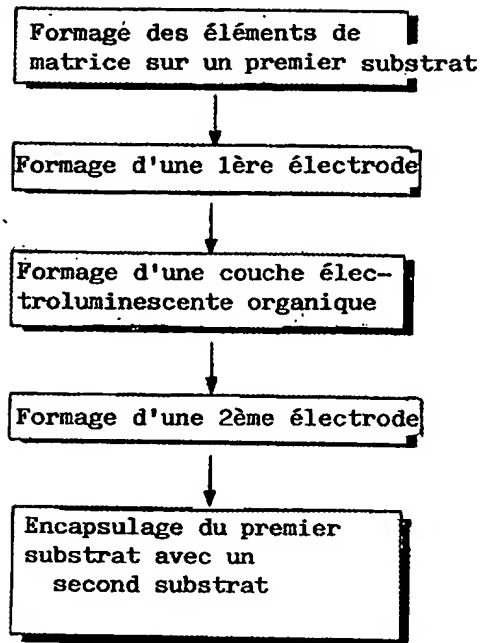 Formage des éléments de
matrice sur un premier substrat
Formage d'une 1ère électrode
Formage d'une couche élec-
troluminescente organique
Formage d'une 2ème électrode
Encapsulage du premier
substrat avec un
second substrat